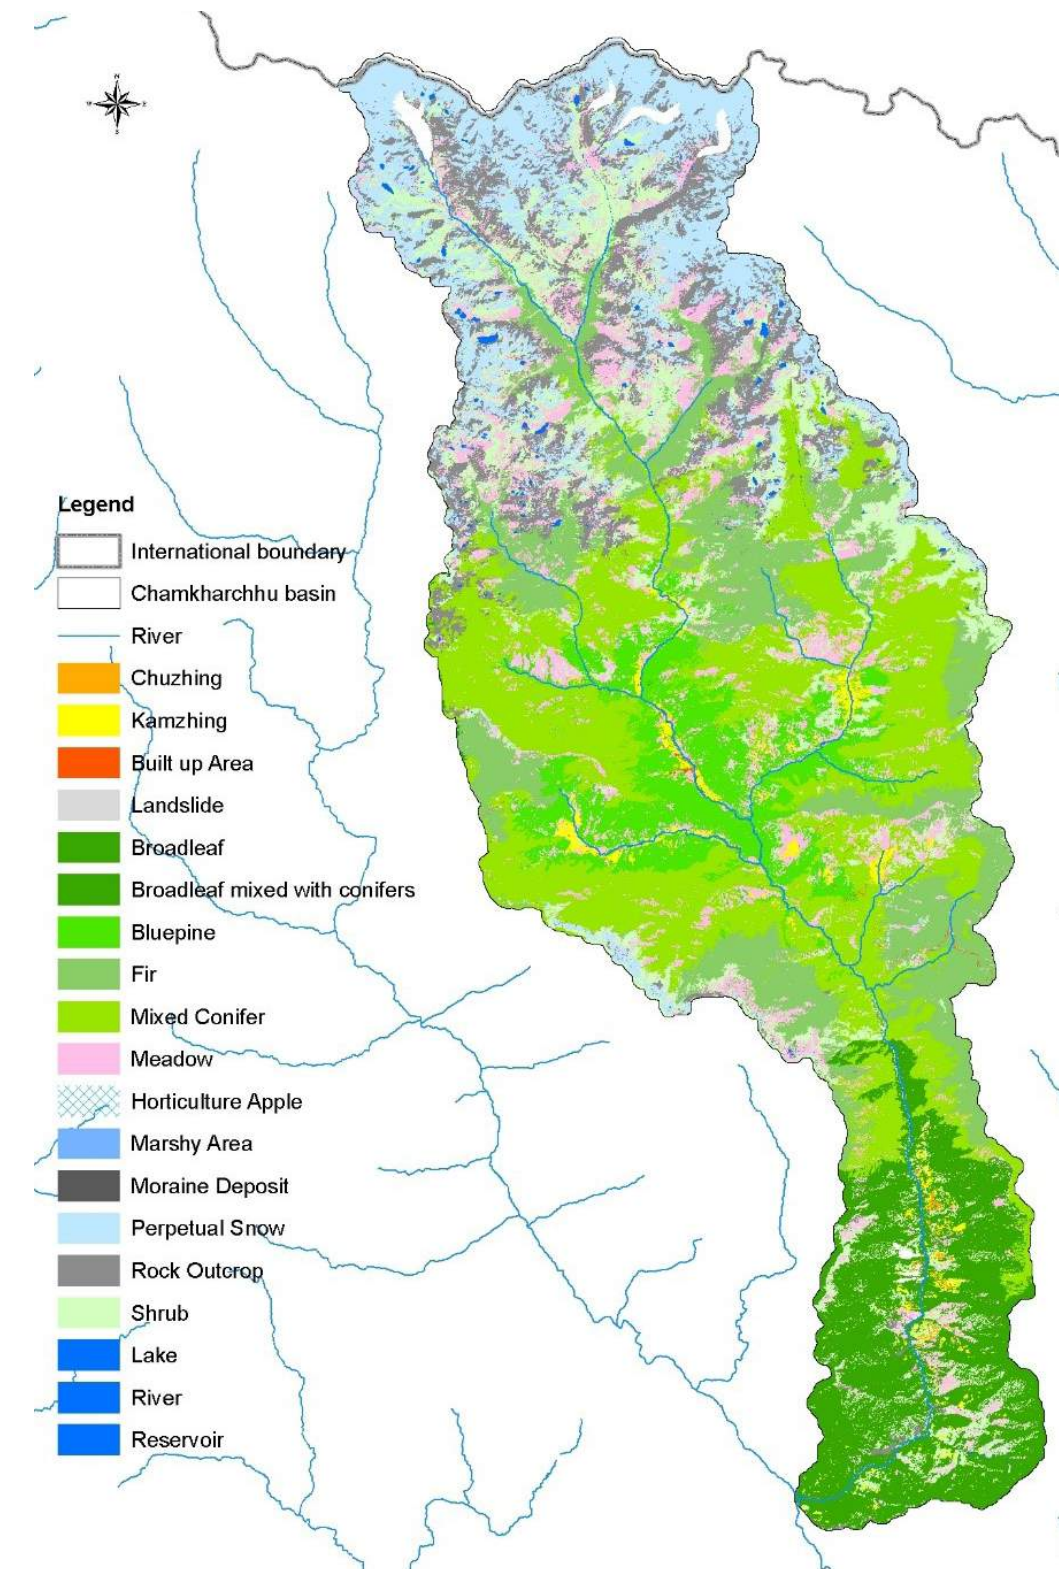 N
W
E
S
Legend
International boundary
Chamkharchhu basin
River
Chuzhing
Kamzhing
Built up Area
Landslide
Broadleaf
Broadleaf mixed with conifers
Bluepine
Fir
Mixed Conifer
Meadow
Horticulture Apple
Marshy Area
Moraine Deposit
Perpetual Snow
Rock Outcrop
Shrub
Lake
River
Reservoir